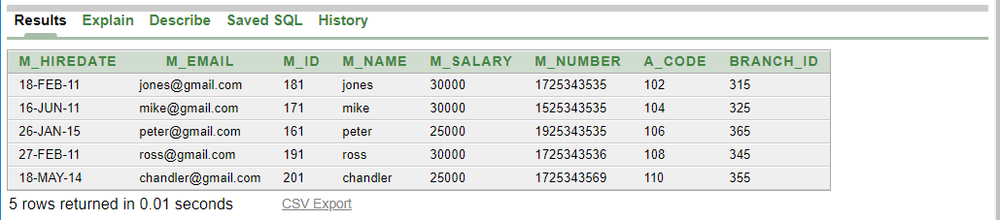 Results Explain Describe Saved SQL History
M_HIREDATE M_EMAIL M_ID M_NAME M_SALARY M_NUMBER A_CODE BRANCH_ID
18-FEB-11 jones@gmail.com 181 jones 30000 1725343535 102 315
16-JUN-11 mike@gmail.com 171 mike 30000 1525343535 104 325
26-JAN-15 peter@gmail.com 161 peter 25000 1925343535 106 365
27-FEB-11 ross@gmail.com 191 ross 30000 1725343536 108 345
18-MAY-14 chandler@gmail.com 201 chandler 25000 1725343569 110 355
5 rows returned in 0.01 seconds CSV Export